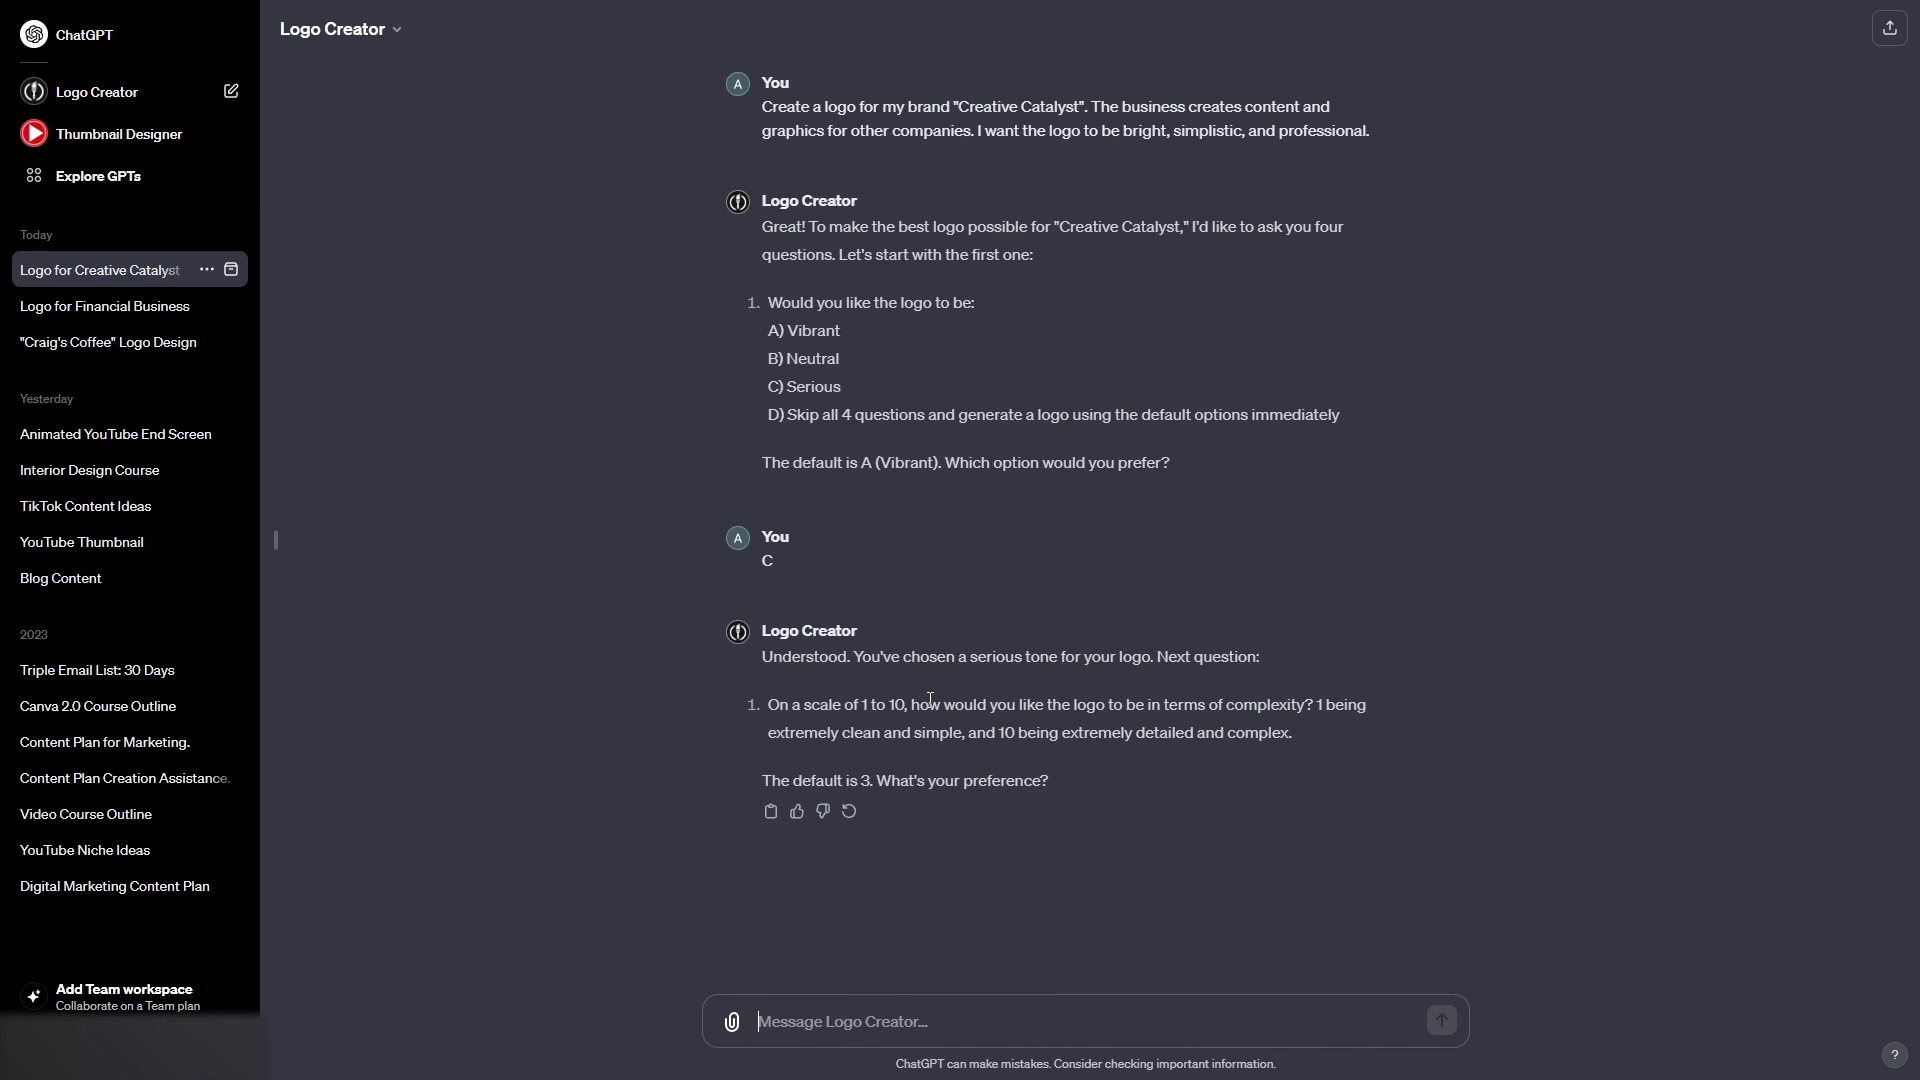 ChatGPT
Logo Creator
Thumbnail Designer
Explore GPTs
Today
Logo for Creative Catalyst
Logo for Financial Business
"Craig's Coffee" Logo Design
Yesterday
Animated YouTube End Screen
Interior Design Course
TikTok Content Ideas
YouTube Thumbnail
Blog Content
2023
Triple Email List: 30 Days
Canva 2.0 Course Outline
Content Plan for Marketing.
Content Plan Creation Assistance.
Video Course Outline
YouTube Niche Ideas
Digital Marketing Content Plan
Add Team workspace
Collaborate on a Team plan
Logo Creator
A
You
Create a logo for my brand "Creative Catalyst". The business creates content and
graphics for other companies. I want the logo to be bright, simplistic, and professional.
Logo Creator
Great! To make the best logo possible for "Creative Catalyst," I'd like to ask you four
questions. Let's start with the first one:
1. Would you like the logo to be:
A) Vibrant
B) Neutral
C) Serious
D) Skip all 4 questions and generate a logo using the default options immediately
The default is A (Vibrant). Which option would you prefer?
A
You
C
Logo Creator
Understood. You've chosen a serious tone for your logo. Next question:
1. On a scale of 1 to 10, how would you like the logo to be in terms of complexity? 1 being
extremely clean and simple, and 10 being extremely detailed and complex.
The default is 3. What's your preference?
Message Logo Creator...
ChatGPT can make mistakes. Consider checking important information.
?